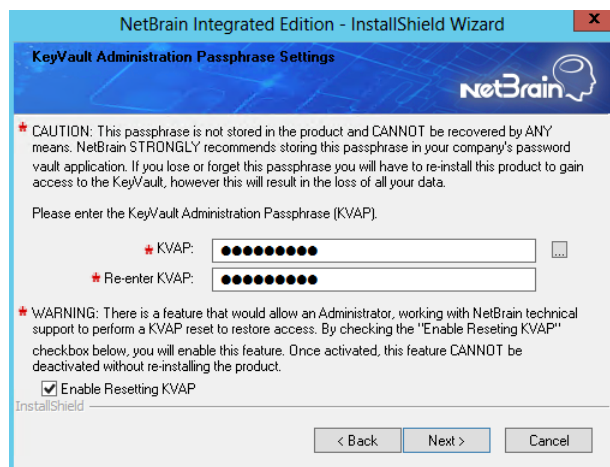 NetBrain Integrated Edition - InstallShield Wizard
x
KeyVault Administration Passphrase Settings
NetBrain
* CAUTION: This passphrase is not stored in the product and CANNOT be recovered by ANY
means. NetBrain STRONGLY recommends storing this passphrase in your company's password
vault application. If you lose or forget this passphrase you will have to re-install this product to gain
access to the KeyVault, however this will result in the loss of all your data.
Please enter the KeyVault Administration Passphrase (KVAP).
* KVAP: ●●●●●●●●● ...
* Re-enter KVAP: ●●●●●●●●●
* WARNING: There is a feature that would allow an Administrator, working with NetBrain technical
support to perform a KVAP reset to restore access. By checking the "Enable Reseting KVAP"
checkbox below, you will enable this feature. Once activated, this feature CANNOT be
deactivated without re-installing the product.
Enable Resetting KVAP
InstallShield
< Back Next > Cancel